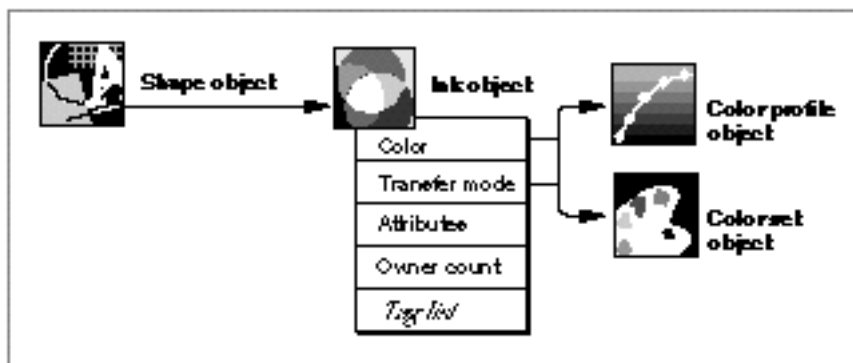 Shape object
Ink object
Color profile
object
Color
Transfer mode
Attributes
Owner count
Tag list
Color set
object